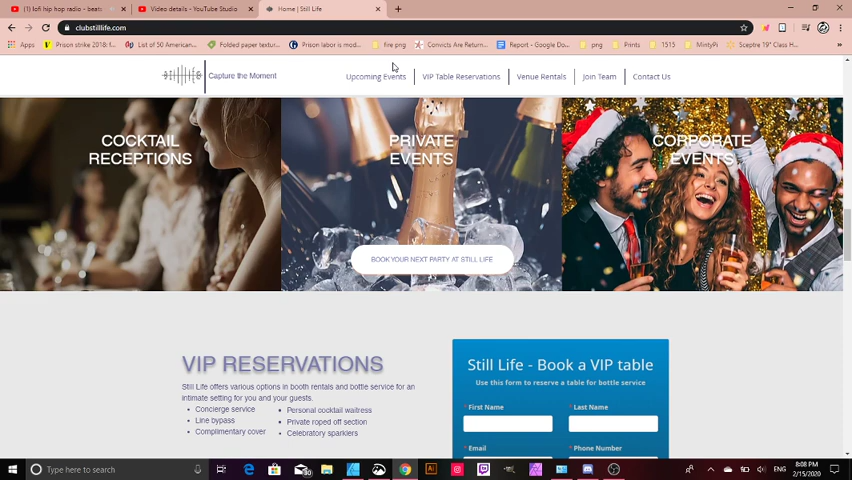 lofi hip hop radio - beats
Video details - YouTube Studio
Home | Still Life
clubstilllife.com
Apps
Prison strike 2018: f...
List of 50 American...
Folded paper textur...
Prison labor is mod...
fire png
Convicts Are Return...
Report - Google Do...
png
Prints
1515
MintyPi
Sceptre 19" Class H...
Capture the Moment
Upcoming Events
VIP Table Reservations
Venue Rentals
Join Team
Contact Us
COCKTAIL
RECEPTIONS
PRIVATE
EVENTS
CORPORATE
EVENTS
BOOK YOUR NEXT PARTY AT STILL LIFE
VIP RESERVATIONS
Still Life offers various options in booth rentals and bottle service for an
intimate setting for you and your guests.
Concierge service
Line bypass
Complimentary cover
Personal cocktail waitress
Private roped off section
Celebratory sparklers
Still Life - Book a VIP table
Use this form to reserve a table for bottle service
* First Name
* Last Name
* Email
* Phone Number
Type here to search
ENG
8:08 PM
2/15/2020